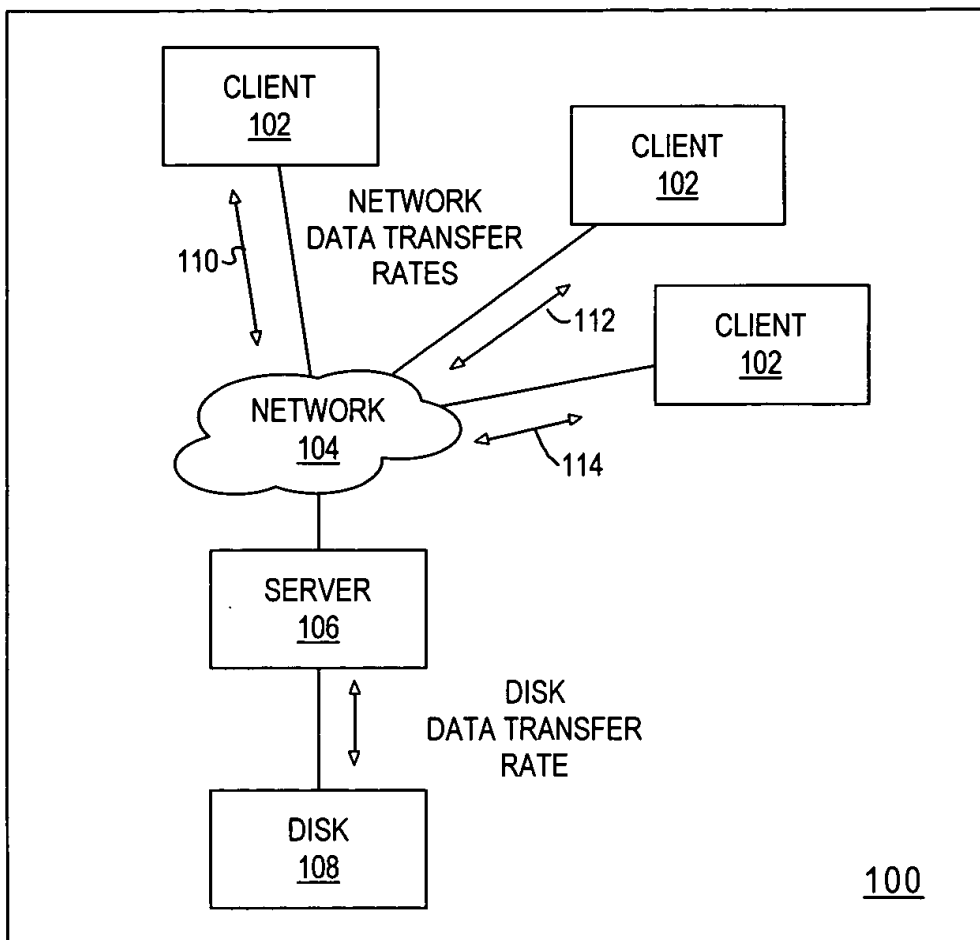 CLIENT
102
CLIENT
102
NETWORK
DATA TRANSFER
RATES
110
112
CLIENT
102
NETWORK
104
114
SERVER
106
DISK
DATA TRANSFER
RATE
DISK
108
100